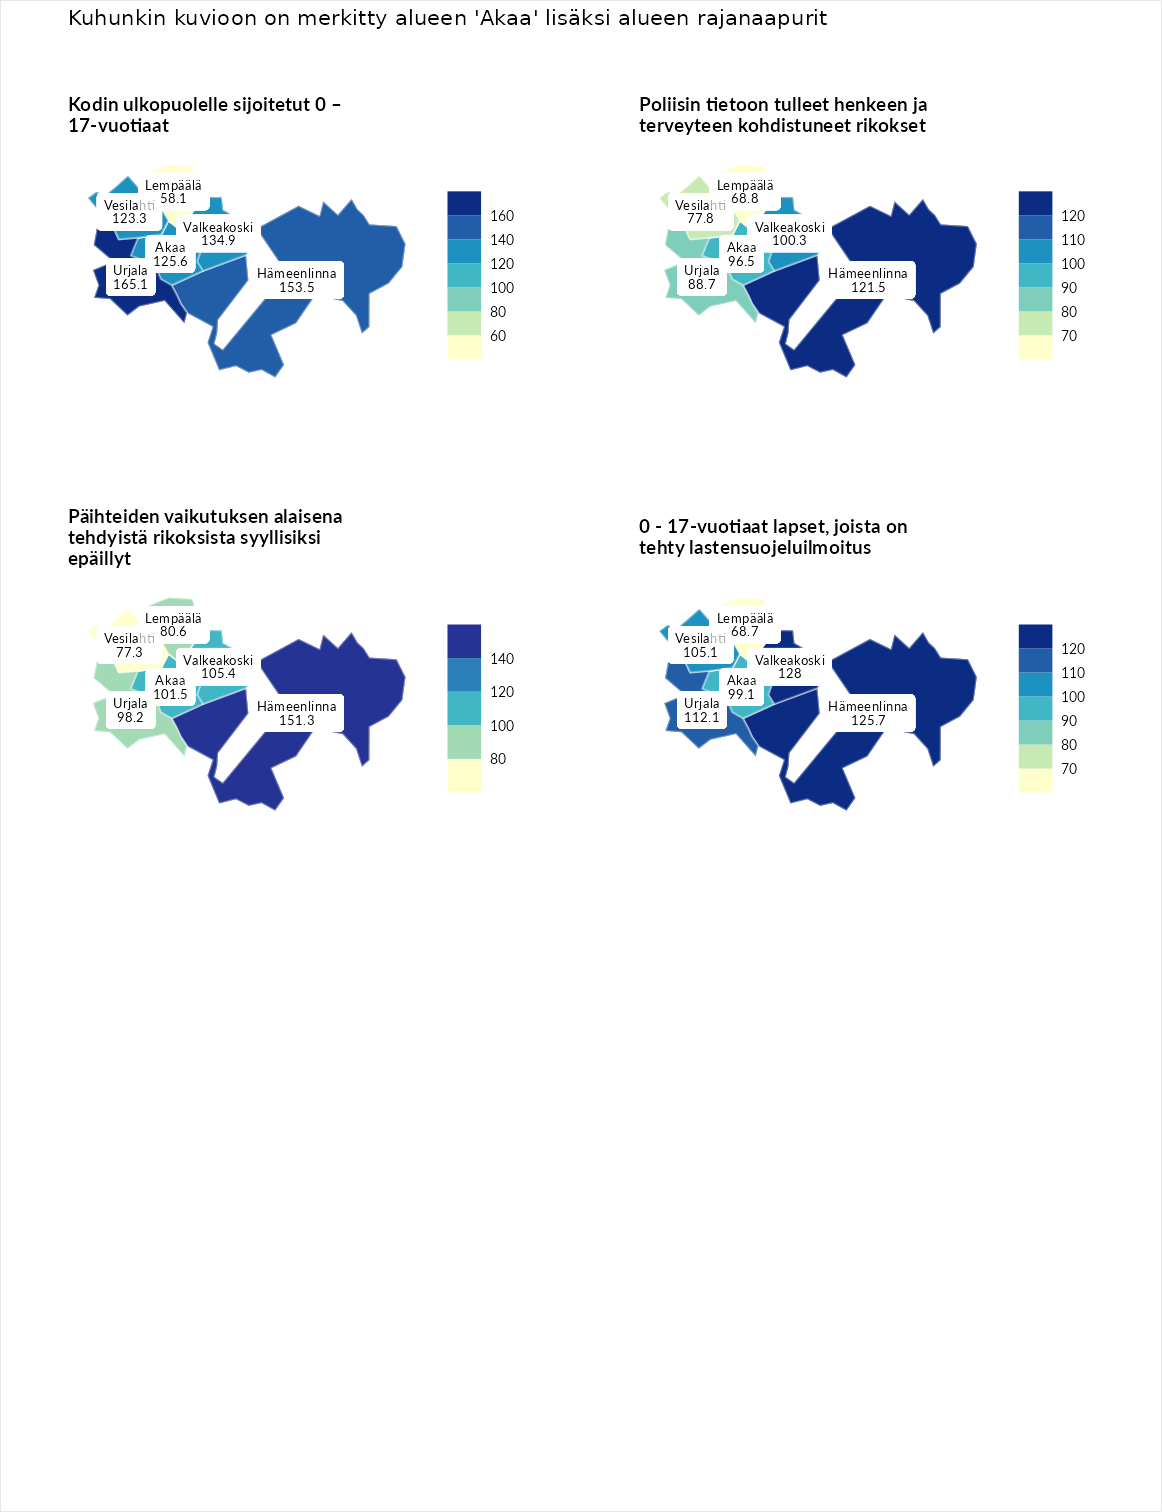 Kuhunkin kuvioon on merkitty alueen 'Akaa' lisäksi alueen rajanaapurit
Kodin ulkopuolelle sijoitetut 0 –
17-vuotiaat
Lempäälä
58.1
Vesilahti
123.3
Valkeakoski
134.9
Akaa
125.6
Urjala
165.1
Hämeenlinna
153.5
160
140
120
100
80
60
Poliisin tietoon tulleet henkeen ja
terveyteen kohdistuneet rikokset
Lempäälä
68.8
Vesilahti
77.8
Valkeakoski
100.3
Akaa
96.5
Urjala
88.7
Hämeenlinna
121.5
120
110
100
90
80
70
Päihteiden vaikutuksen alaisena
tehdyistä rikoksista syyllisiksi
epäillyt
Lempäälä
80.6
Vesilahti
77.3
Valkeakoski
105.4
Akaa
101.5
Urjala
98.2
Hämeenlinna
151.3
140
120
100
80
0 - 17-vuotiaat lapset, joista on
tehty lastensuojeluilmoitus
Lempäälä
68.7
Vesilahti
105.1
Valkeakoski
128
Akaa
99.1
Urjala
112.1
Hämeenlinna
125.7
120
110
100
90
80
70